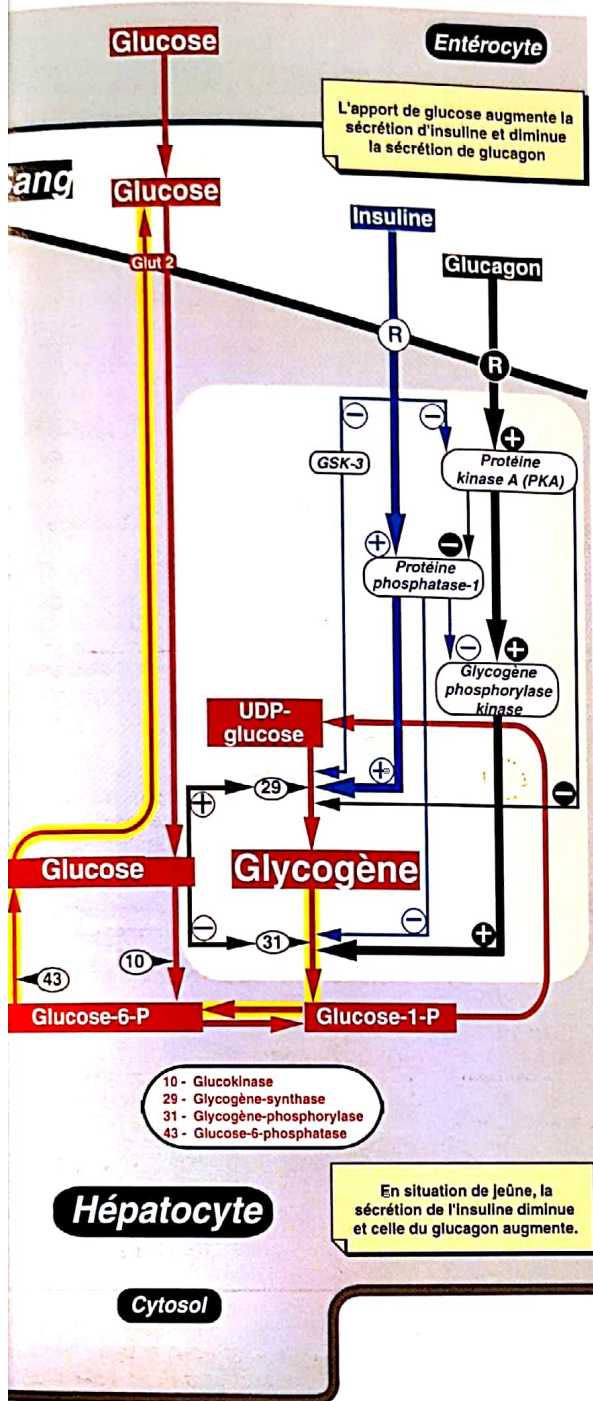 Glucose
Entérocyte
L'apport de glucose augmente la
sécrétion d'insuline et diminue
la sécrétion de glucagon
ang
Glucose
Insuline
Glut 2
Glucagon
R
R
−
−
+
GSK-3
Protéine
kinase A (PKA)
+
−
Protéine
phosphatase-1
−
+
Glycogène
phosphorylase
kinase
UDP-
glucose
+
29
+
−
Glucose
Glycogène
−
31
−
+
10
43
Glucose-6-P
Glucose-1-P
10 - Glucokinase
29 - Glycogène-synthase
31 - Glycogène-phosphorylase
43 - Glucose-6-phosphatase
Hépatocyte
En situation de jeûne, la
sécrétion de l'insuline diminue
et celle du glucagon augmente.
Cytosol